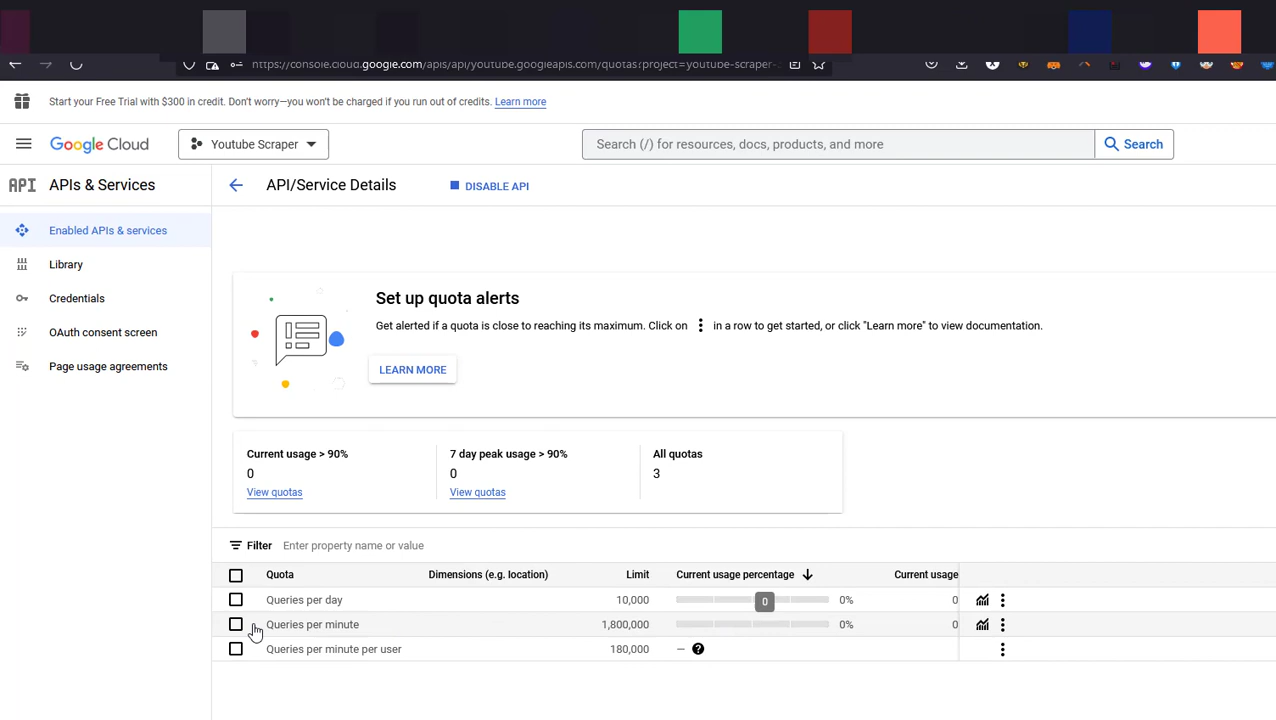 https://console.cloud.google.com/apis/api/youtube.googleapis.com/quotas?project=youtube-scraper-
Start your Free Trial with $300 in credit. Don't worry—you won't be charged if you run out of credits. Learn more
Google Cloud
Youtube Scraper
Search (/) for resources, docs, products, and more
Search
API APIs & Services
API/Service Details
DISABLE API
Enabled APIs & services
Library
Credentials
OAuth consent screen
Page usage agreements
Set up quota alerts
Get alerted if a quota is close to reaching its maximum. Click on in a row to get started, or click "Learn more" to view documentation.
LEARN MORE
Current usage > 90% 7 day peak usage > 90% All quotas
0 0 3
View quotas View quotas
Filter Enter property name or value
Quota Dimensions (e.g. location) Limit Current usage percentage Current usage
Queries per day 10,000 0 0% 0
Queries per minute 1,800,000 0% 0
Queries per minute per user 180,000 — ?